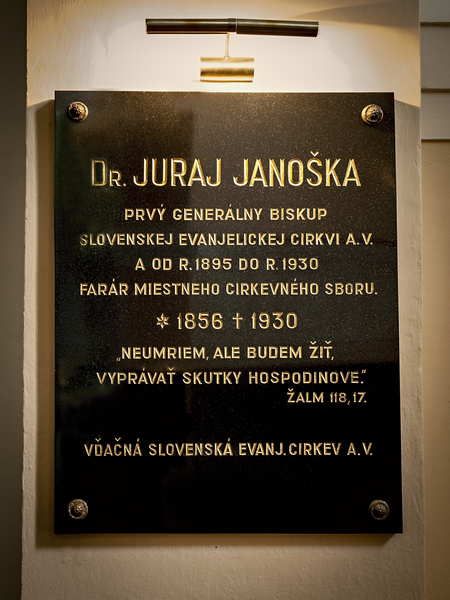 DR. JURAJ JANOŠKA
PRVÝ GENERÁLNY BISKUP
SLOVENSKEJ EVANJELICKEJ CIRKVI A.V.
A OD R.1895 DO R.1930
FARÁR MIESTNEHO CIRKEVNÉHO SBORU.
✲ 1856 † 1930
„NEUMRIEM, ALE BUDEM ŽIŤ,
VYPRÁVAŤ SKUTKY HOSPODINOVE.“
ŽALM 118, 17.
VĎAČNÁ SLOVENSKÁ EVANJ. CIRKEV A.V.